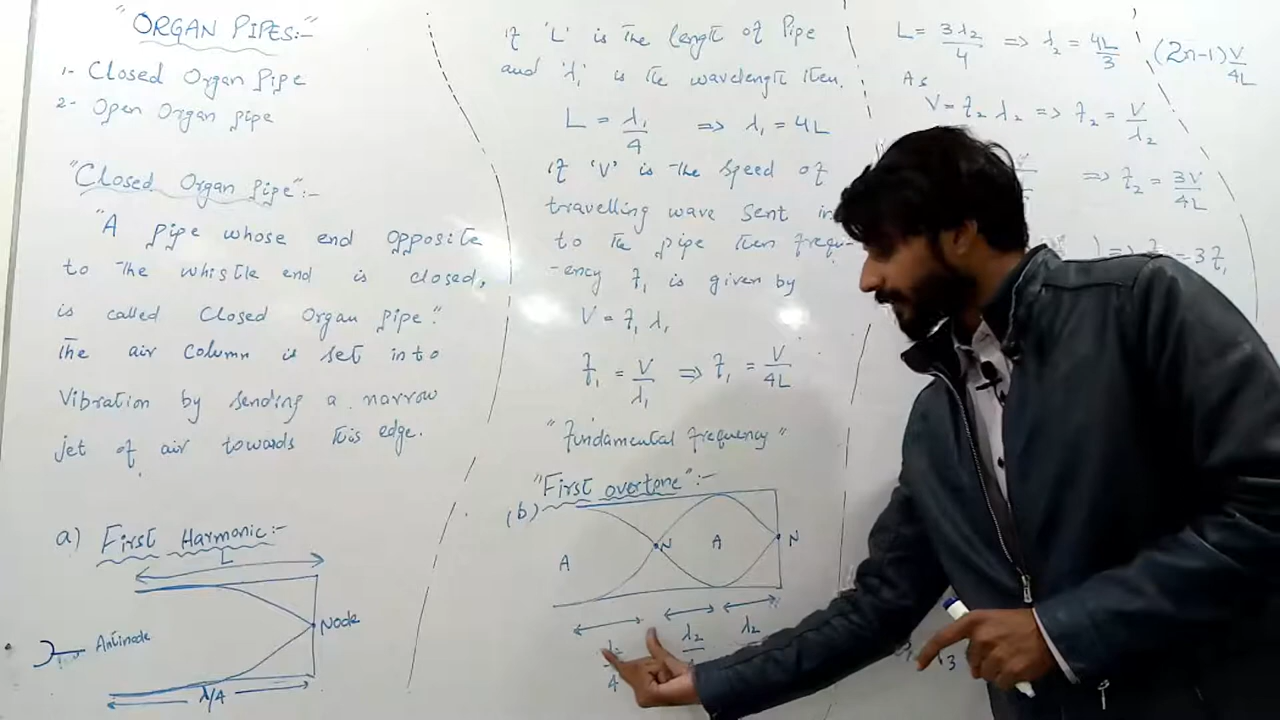 "ORGAN PIPES:-"
1- Closed Organ Pipe
2- Open Organ pipe
"Closed Organ Pipe":-
"A pipe whose end opposite
to the whistle end is closed,
is called Closed Organ pipe."
The air column is set into
Vibration by sending a narrow
jet of air towards this edge.
a) First Harmonic:-
L
Node
Antinode
λ/4
If 'L' is the length of Pipe
and 'λ₁' is the wavelength then.
L = λ₁/4 => λ₁ = 4L
If 'V' is the speed of
travelling wave sent in
to the pipe then frequ-
-ency f₁ is given by
V = f₁ λ₁
f₁ = V/λ₁ => f₁ = V/4L
"Fundamental frequency"
"First overtone":-
(b)
A N A N
λ₂
4
L = 3λ₂/4 => λ₂ = 4L/3 (2n-1)V/4L
As
V = f₂ λ₂ => f₂ = V/λ₂
=> f₂ = 3V/4L